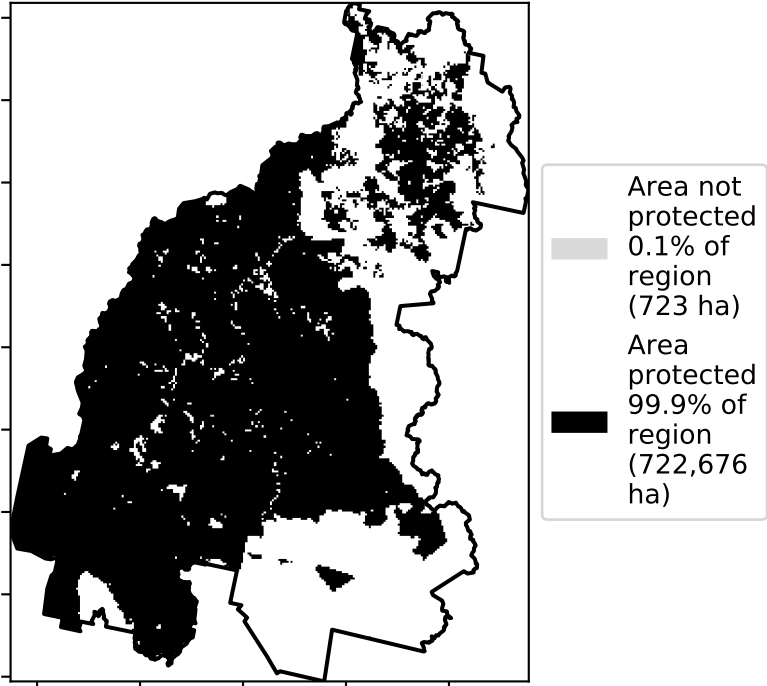 Area not
protected
0.1% of
region
(723 ha)
Area
protected
99.9% of
region
(722,676
ha)